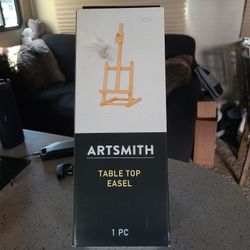 ARTSMITH
TABLE TOP
EASEL
1 PC